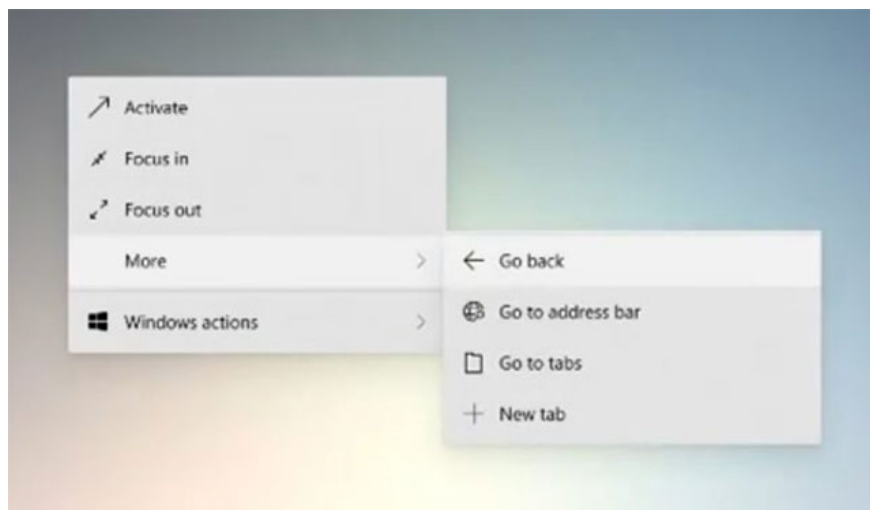 Activate
Focus in
Focus out
More
Windows actions
Go back
Go to address bar
Go to tabs
New tab